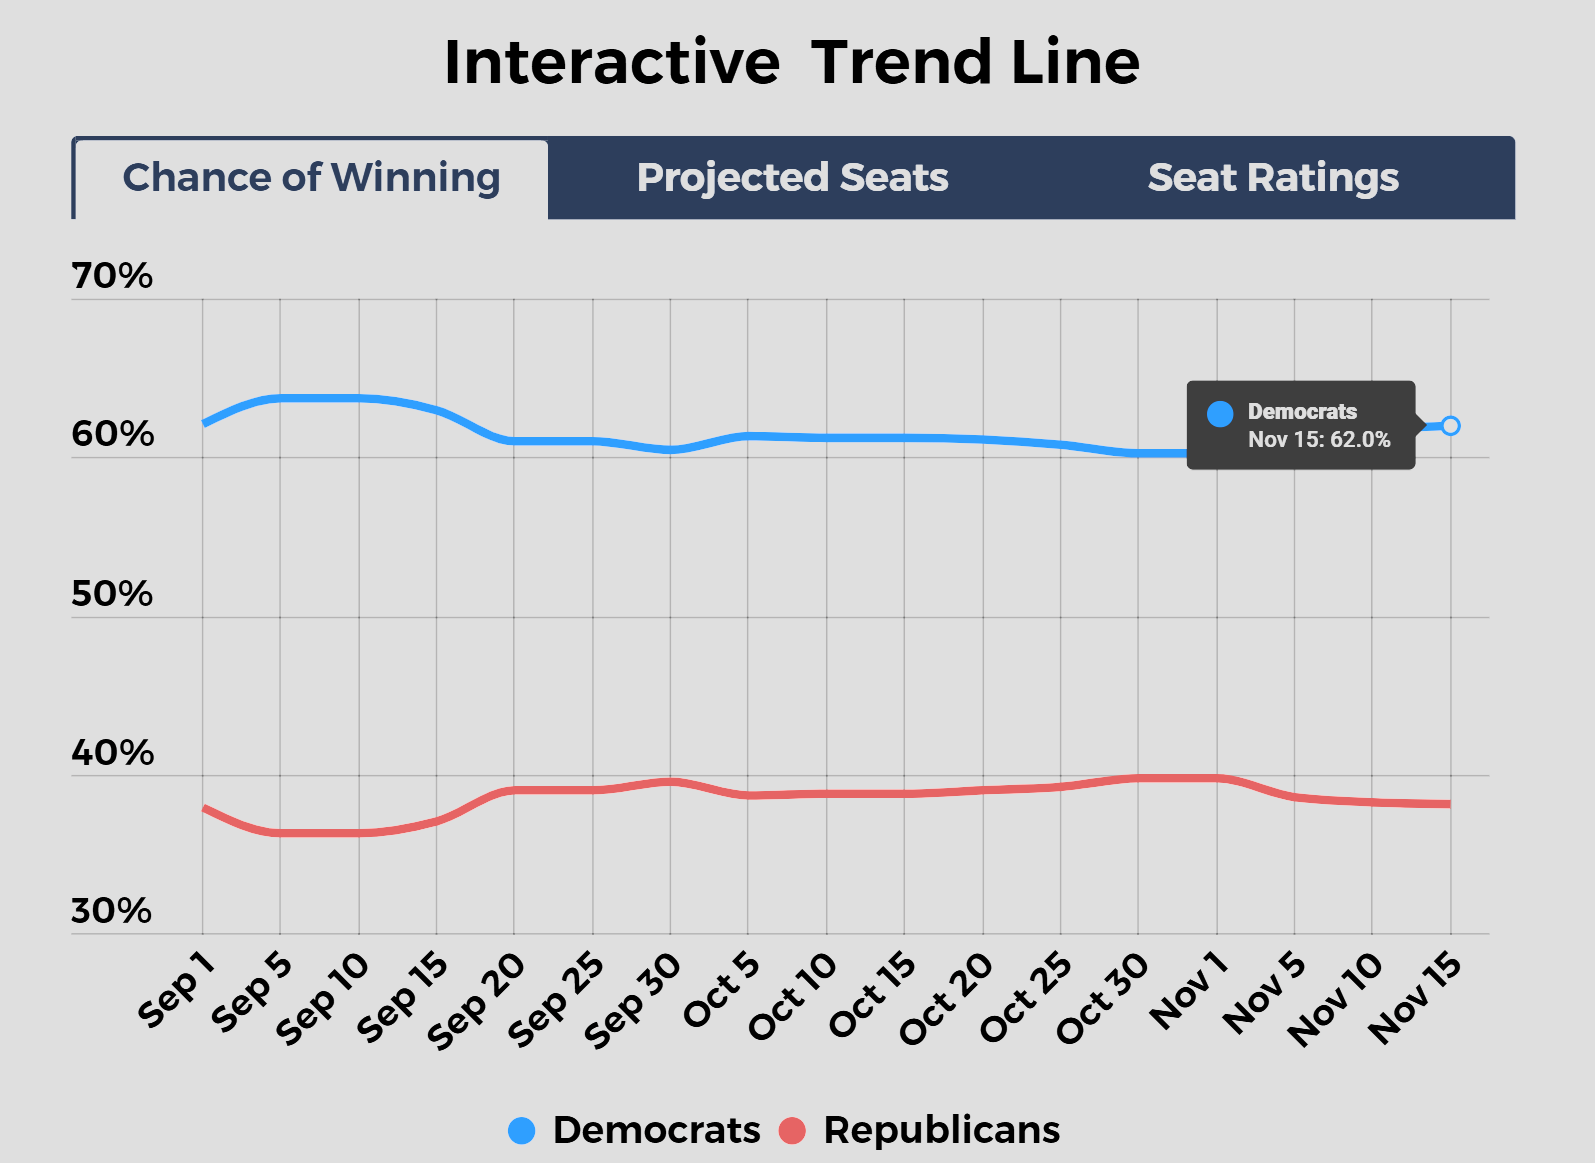 Interactive Trend Line
Chance of Winning
Projected Seats
Seat Ratings
70%
60%
50%
40%
30%
Democrats
Nov 15: 62.0%
Sep 1
Sep 5
Sep 10
Sep 15
Sep 20
Sep 25
Sep 30
Oct 5
Oct 10
Oct 15
Oct 20
Oct 25
Oct 30
Nov 1
Nov 5
Nov 10
Nov 15
Democrats
Republicans